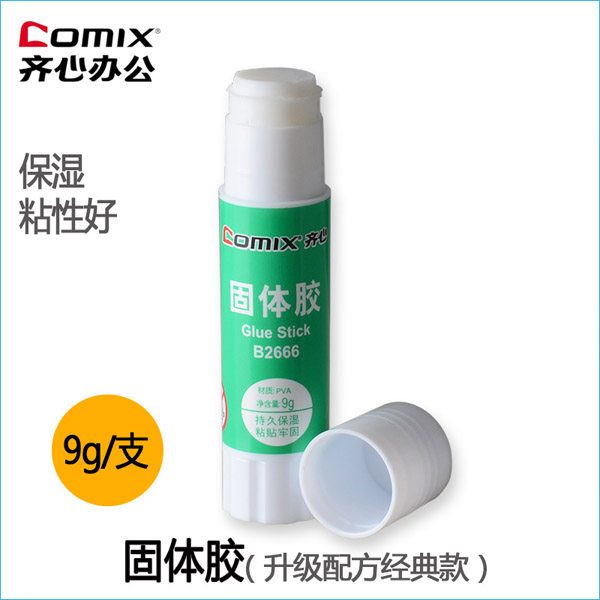 COMIX®
齐心办公
保湿
粘性好
COMIX® 齐心
固体胶
Glue Stick
B2666
材质:PVA
净含量:9g
持久保湿
粘贴牢固
9g/支
固体胶(升级配方经典款)